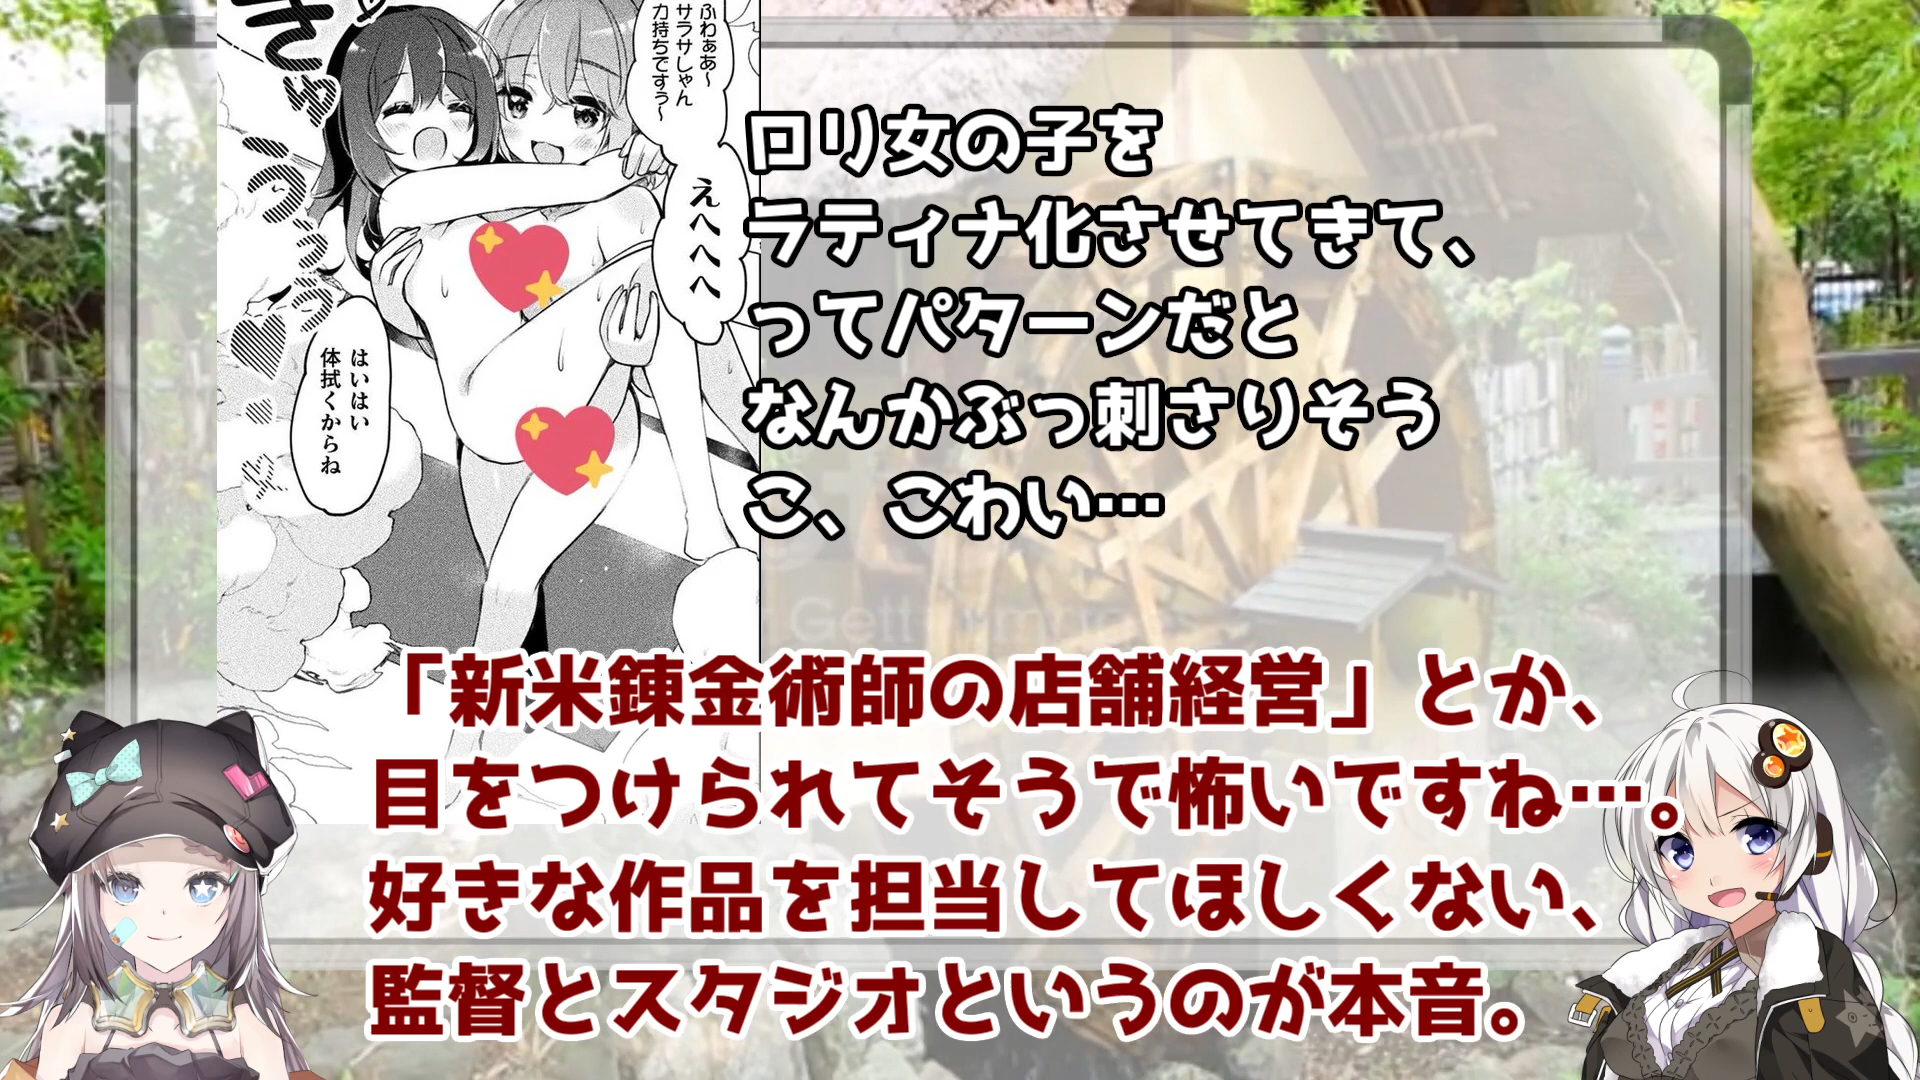 ふわぁあ～
サラサしゃん
力持ちですぅ～
えへへへ
きゅ
うぅぅぅ
はいはい
体拭くからね
ロリ女の子を
ラティナ化させてきて、
ってパターンだと
なんかぶっ刺さりそう
こ、こわい…
「新米錬金術師の店舗経営」とか、
目をつけられてそうで怖いですね…。
好きな作品を担当してほしくない、
監督とスタジオというのが本音。